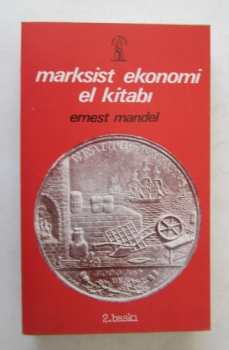 marksist ekonomi
el kitabı
ernest mandel
2.baskı